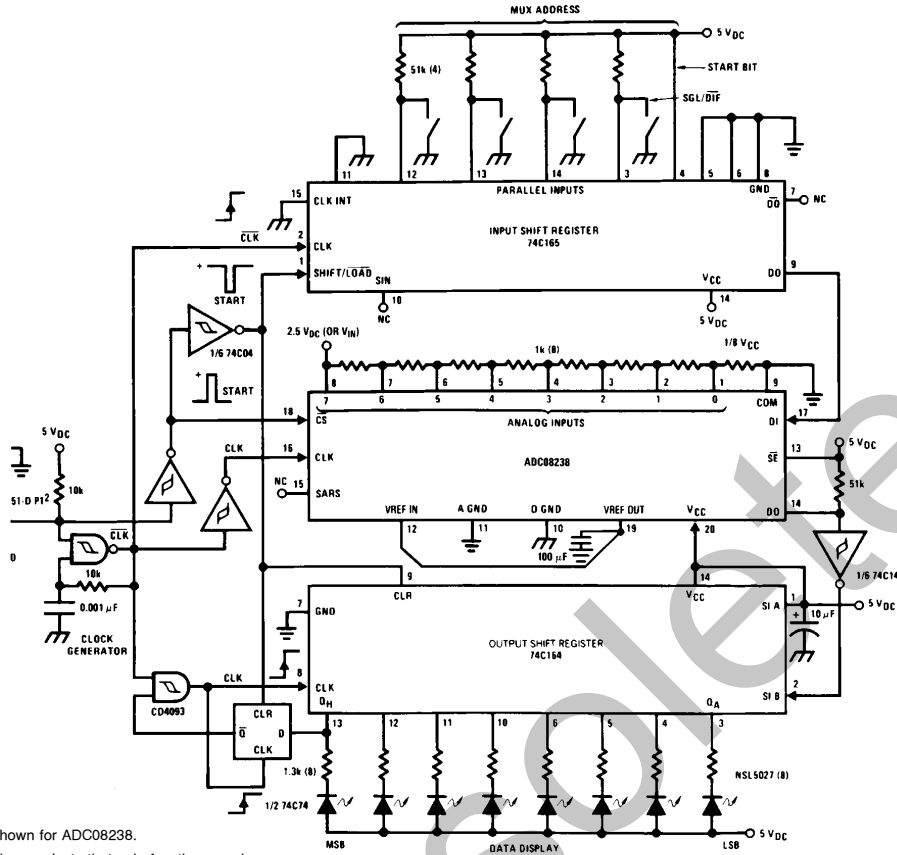 MUX ADDRESS
5 VDC
51k (4)
START BIT
SGL/DIF
11
12
13
14
3
4
5
6
8
PARALLEL INPUTS
GND
15
CLK INT
7
DQ
NC
INPUT SHIFT REGISTER
74C165
CLK
2
CLK
1
SHIFT/LOAD
SIN
VCC
9
DO
+
START
10
NC
14
5 VDC
1/6 74C04
2.5 VDC (OR VIN)
1k (8)
1/8 VCC
+
START
8
7
6
5
4
3
2
1
9
7
6
5
4
3
2
1
0
COM
18
CS
ANALOG INPUTS
DI
17
5 VDC
CLK
16
CLK
ADC08238
SE
13
5 VDC
51k
NC
15
SARS
DO
14
51-D P1²
10k
VREF IN
A GND
D GND
VREF OUT
VCC
12
11
10
19
20
100 µF
CLK
D
10k
1/6 74C14
0.001 µF
CLOCK
GENERATOR
9
CLR
14
VCC
7
GND
SI A
1
5 VDC
+
10 µF
OUTPUT SHIFT REGISTER
74C164
CLK
8
CLK
SI B
2
CD4093
QH
QA
CLR
Q
D
CLK
13
12
11
10
6
5
4
3
1.3k (8)
NSL5027 (8)
1/2 74C74
MSB
DATA DISPLAY
LSB
5 VDC
hown for ADC08238.
solete